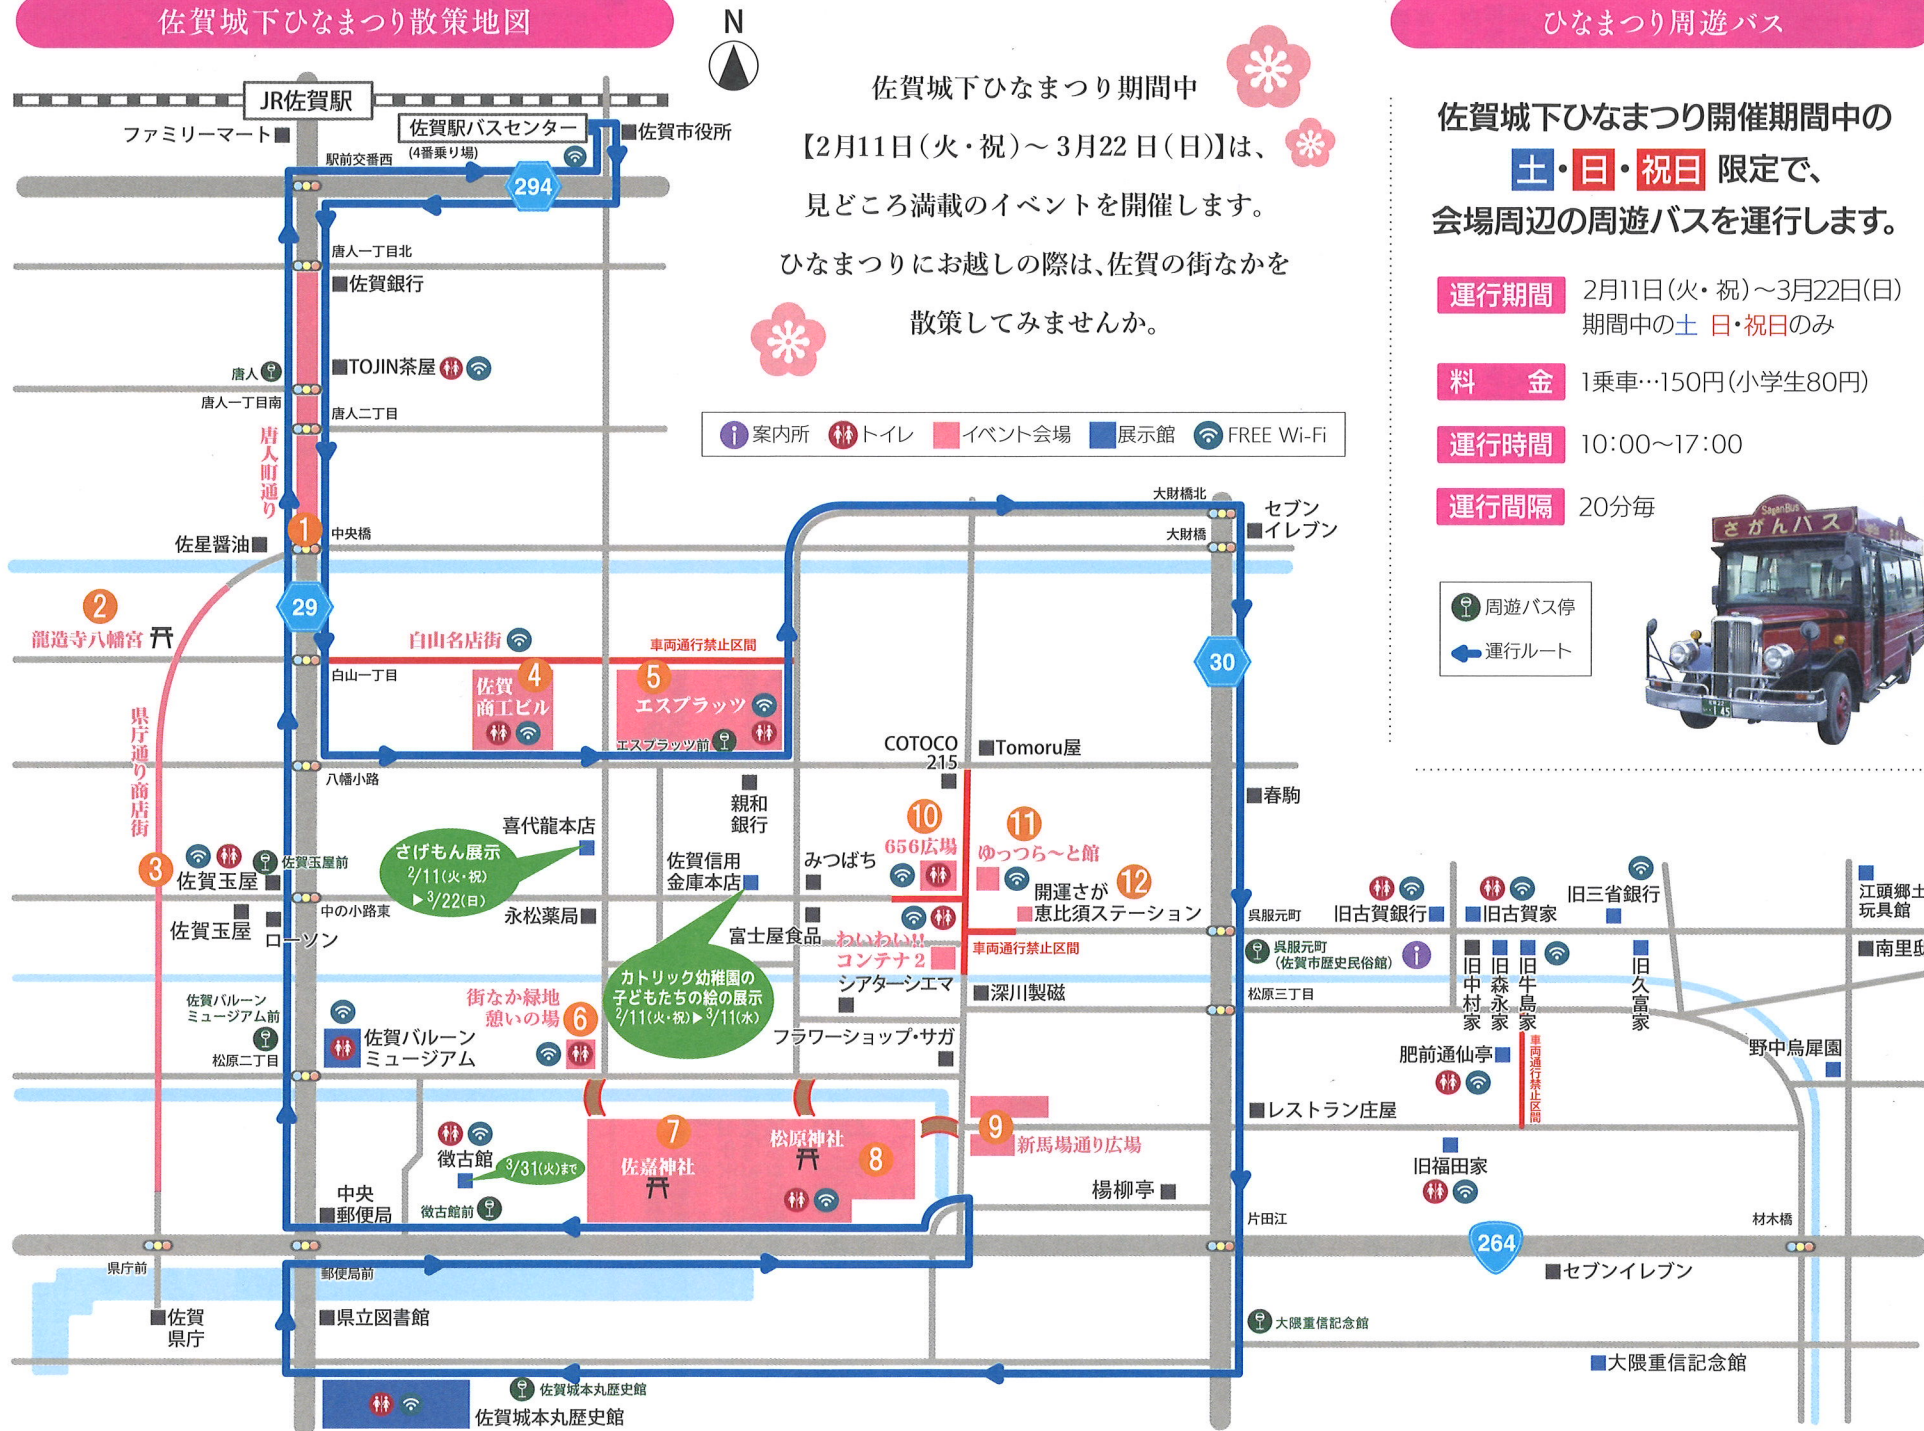 佐賀城下ひなまつり散策地図
N
佐賀城下ひなまつり期間中
【2月11日(火・祝)～3月22日(日)】は、
見どころ満載のイベントを開催します。
ひなまつりにお越しの際は、佐賀の街なかを
散策してみませんか。
案内所
トイレ
イベント会場
展示館
FREE Wi-Fi
ひなまつり周遊バス
佐賀城下ひなまつり開催期間中の
土・日・祝日 限定で、
会場周辺の周遊バスを運行します。
運行期間 2月11日(火・祝)～3月22日(日)
期間中の土 日・祝日のみ
料　金 1乗車…150円(小学生80円)
運行時間 10:00～17:00
運行間隔 20分毎
周遊バス停
運行ルート
SaganBus
さがんバス
JR佐賀駅
ファミリーマート
佐賀駅バスセンター
(4番乗り場)
佐賀市役所
駅前交番西
294
唐人一丁目北
佐賀銀行
TOJIN茶屋
唐人
唐人一丁目南
唐人二丁目
唐人町通り
1
中央橋
佐星醤油
大財橋北
大財橋
セブン
イレブン
2
龍造寺八幡宮
29
白山名店街
車両通行禁止区間
白山一丁目
4
佐賀
商工ビル
5
エスプラッツ
エスプラッツ前
30
県庁通り商店街
八幡小路
COTOCO
215
Tomoru屋
親和
銀行
春駒
喜代龍本店
さげもん展示
2/11(火・祝)
▶3/22(日)
3
佐賀玉屋
佐賀玉屋前
中の小路東
佐賀玉屋
ローソン
永松薬局
佐賀信用
金庫本店
みつばち
富士屋食品
10
656広場
11
ゆっつら～と館
12
開運さが
恵比須ステーション
わいわい!!
コンテナ2
車両通行禁止区間
シアターシエマ
深川製磁
カトリック幼稚園の
子どもたちの絵の展示
2/11(火・祝)▶3/11(水)
フラワーショップ・サガ
呉服元町
呉服元町
(佐賀市歴史民俗館)
松原三丁目
旧古賀銀行
旧古賀家
旧三省銀行
江頭郷土
玩具館
南里邸
旧中村家
旧森永家
旧牛島家
旧久富家
車両通行禁止区間
肥前通仙亭
野中烏犀園
佐賀バルーン
ミュージアム前
松原二丁目
佐賀バルーン
ミュージアム
街なか緑地
憩いの場
6
7
佐嘉神社
松原神社
8
9
新馬場通り広場
レストラン庄屋
旧福田家
徴古館
3/31(火)まで
徴古館前
中央
郵便局
楊柳亭
片田江
材木橋
264
セブンイレブン
県庁前
郵便局前
佐賀
県庁
県立図書館
大隈重信記念館
大隈重信記念館
佐賀城本丸歴史館
佐賀城本丸歴史館